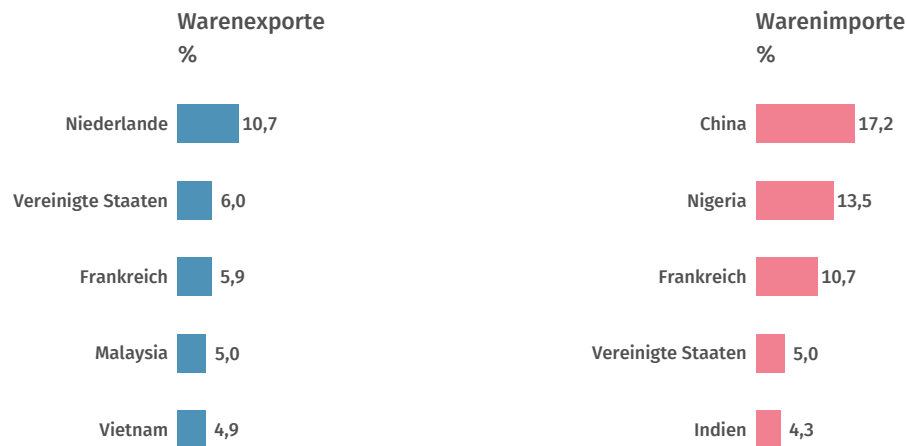 Warenexporte
%
Niederlande 10,7
Vereinigte Staaten 6,0
Frankreich 5,9
Malaysia 5,0
Vietnam 4,9
Warenimporte
%
China 17,2
Nigeria 13,5
Frankreich 10,7
Vereinigte Staaten 5,0
Indien 4,3